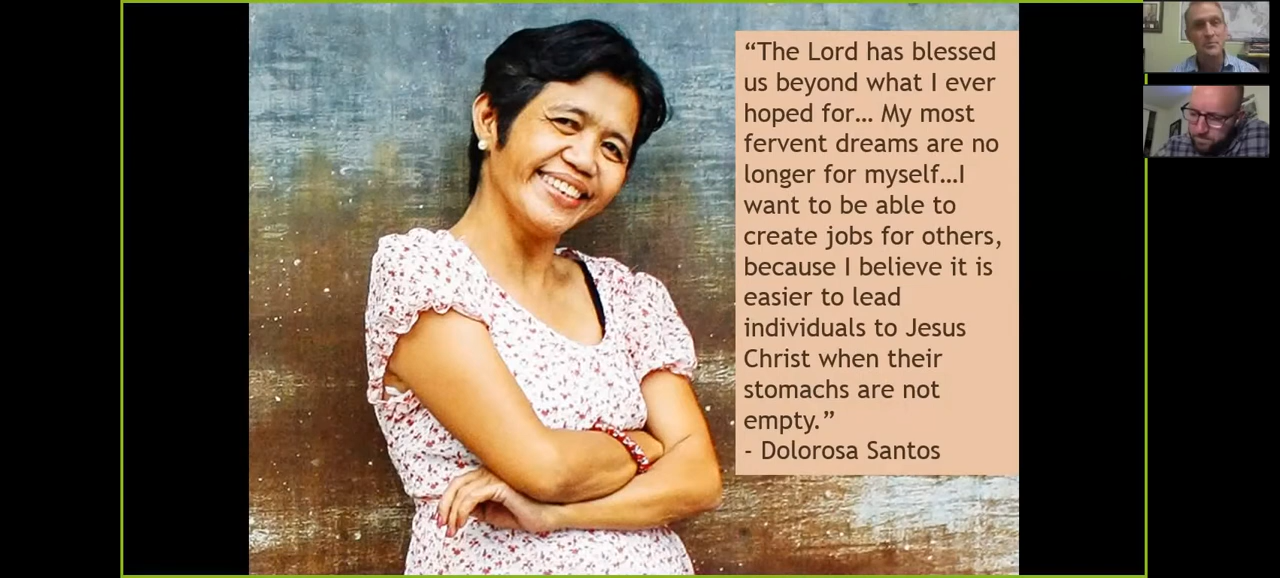 “The Lord has blessed
us beyond what I ever
hoped for... My most
fervent dreams are no
longer for myself...I
want to be able to
create jobs for others,
because I believe it is
easier to lead
individuals to Jesus
Christ when their
stomachs are not
empty.”
- Dolorosa Santos